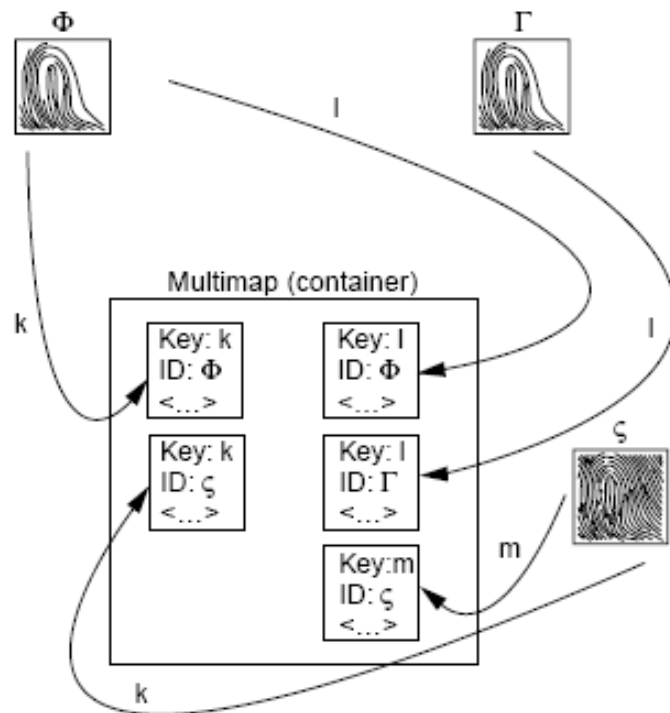 Φ
Γ
l
k
Multimap (container)
Key: k
ID: Φ
<...>
Key: l
ID: Φ
<...>
l
Key: k
ID: ς
<...>
Key: l
ID: Γ
<...>
ς
m
Key:m
ID: ς
<...>
k